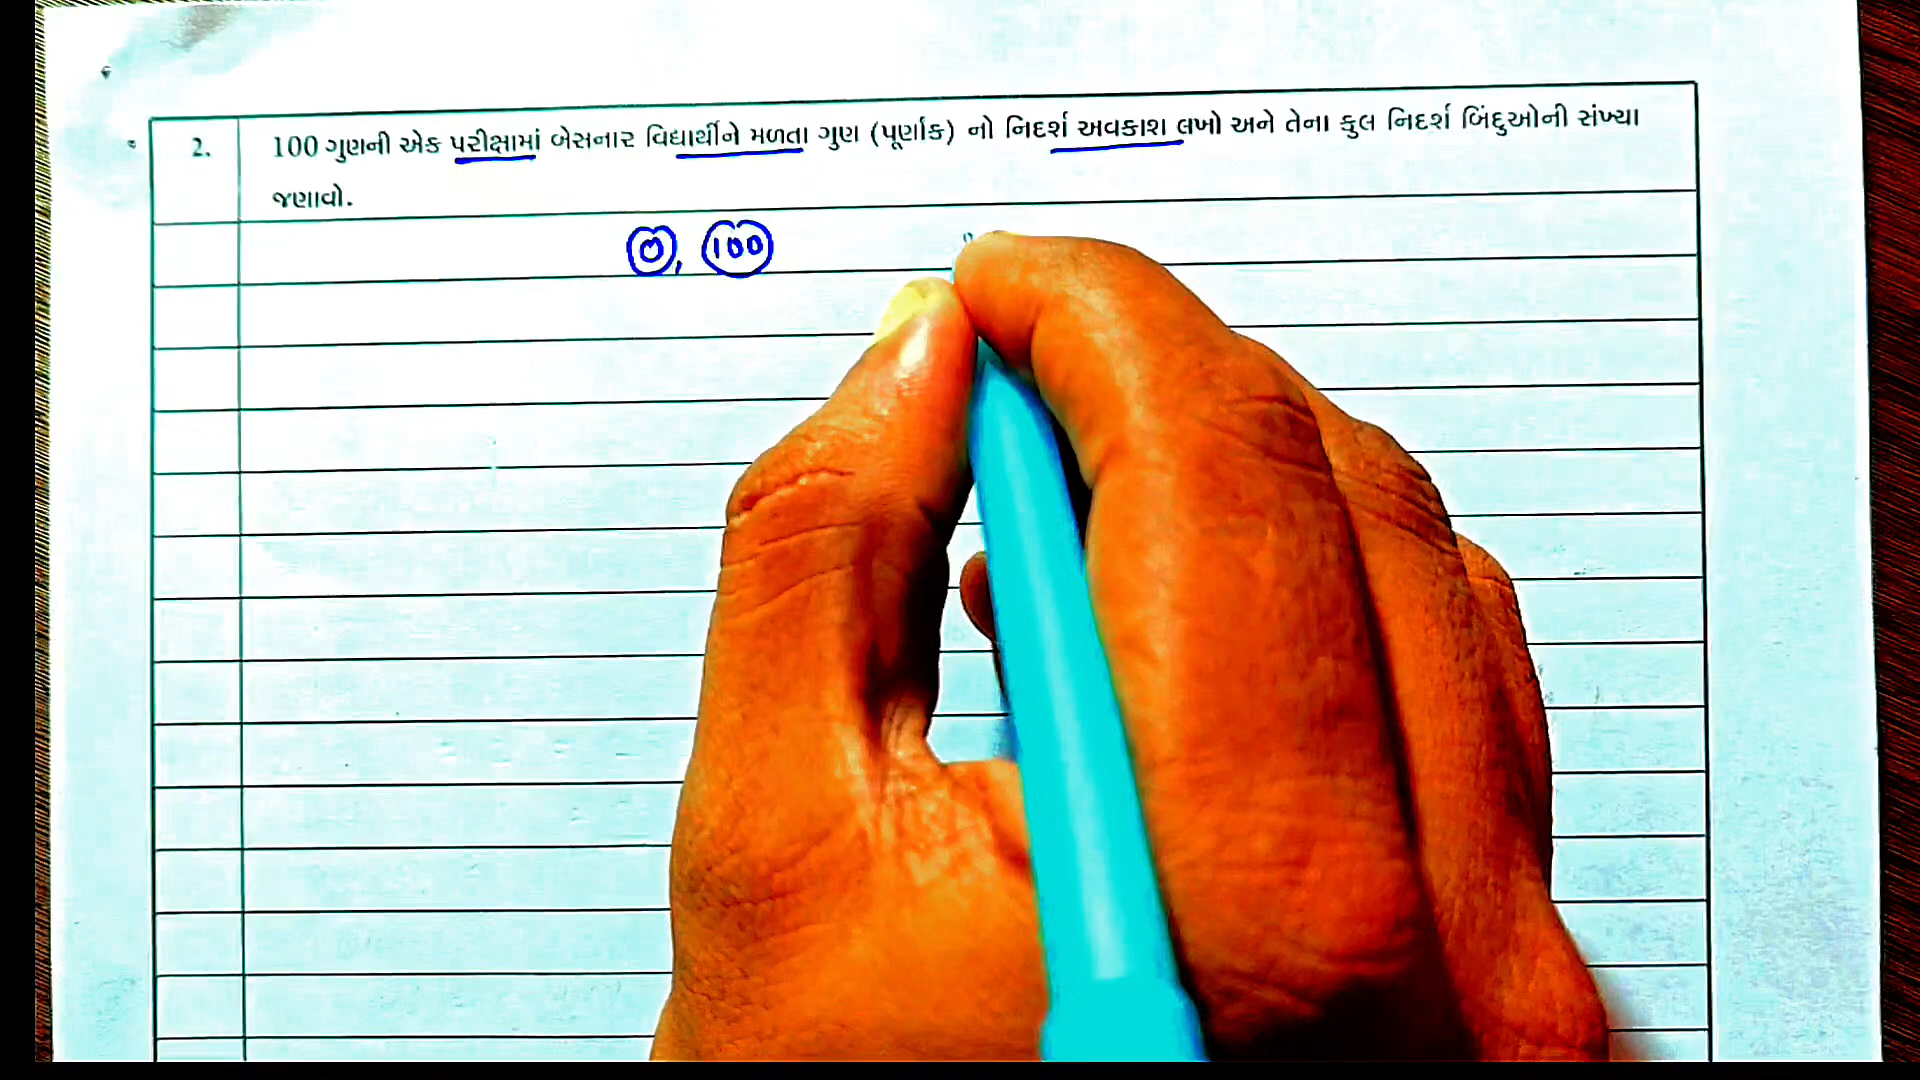 2. 100 ગુણની એક પરીક્ષામાં બેસનાર વિદ્યાર્થીને મળતા ગુણ (પૂર્ણાંક) નો નિદર્શ અવકાશ લખો અને તેના કુલ નિદર્શ બિંદુઓની સંખ્યા
જણાવો.
0, 100